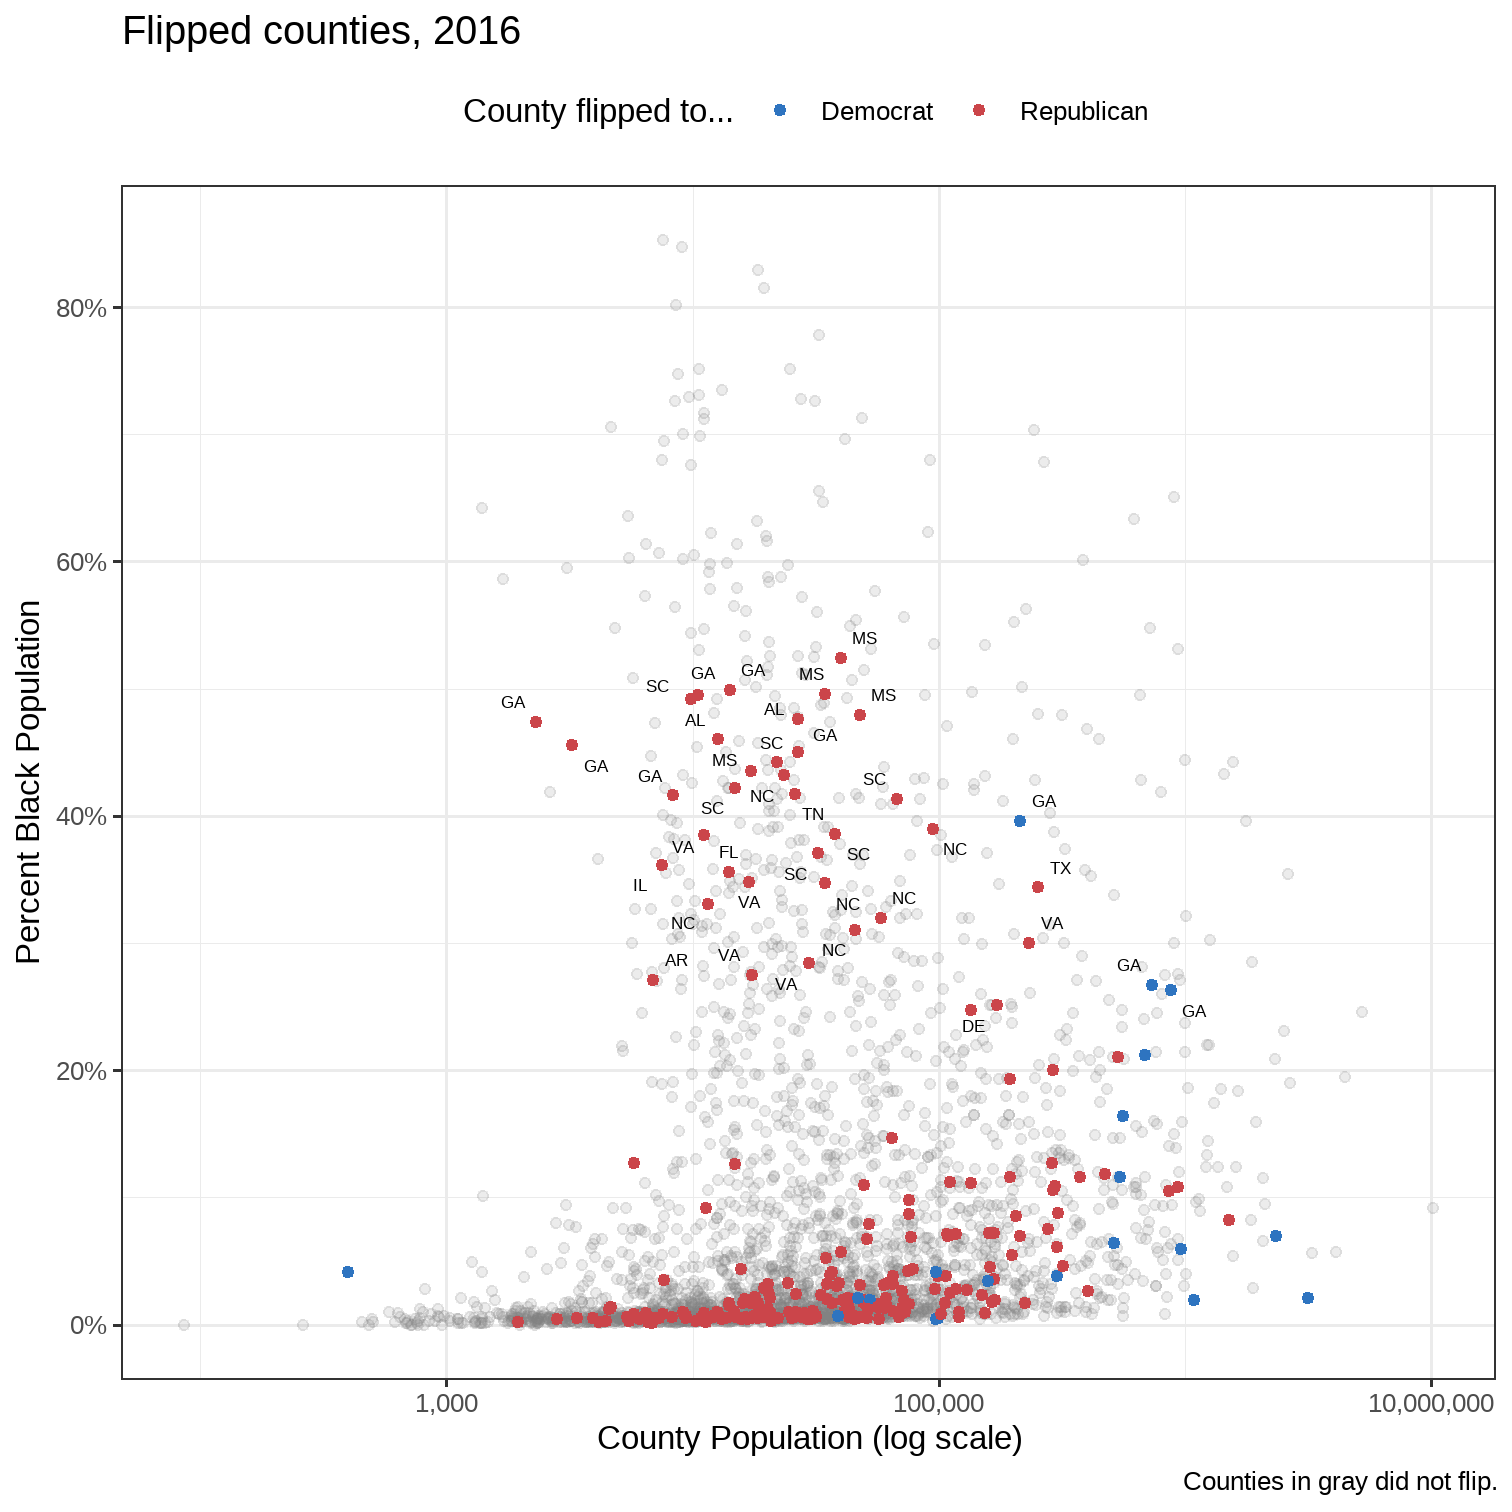 Flipped counties, 2016
County flipped to... Democrat Republican
Percent Black Population
80%
60%
40%
20%
0%
MS
GA
GA
MS
SC
MS
GA
AL
AL
GA
SC
MS
GA
GA
SC
NC
SC
GA
SC
TN
VA
FL
SC
NC
TX
IL
SC
VA
NC
NC
NC
VA
AR
VA
NC
VA
GA
GA
DE
1,000
100,000
10,000,000
County Population (log scale)
Counties in gray did not flip.